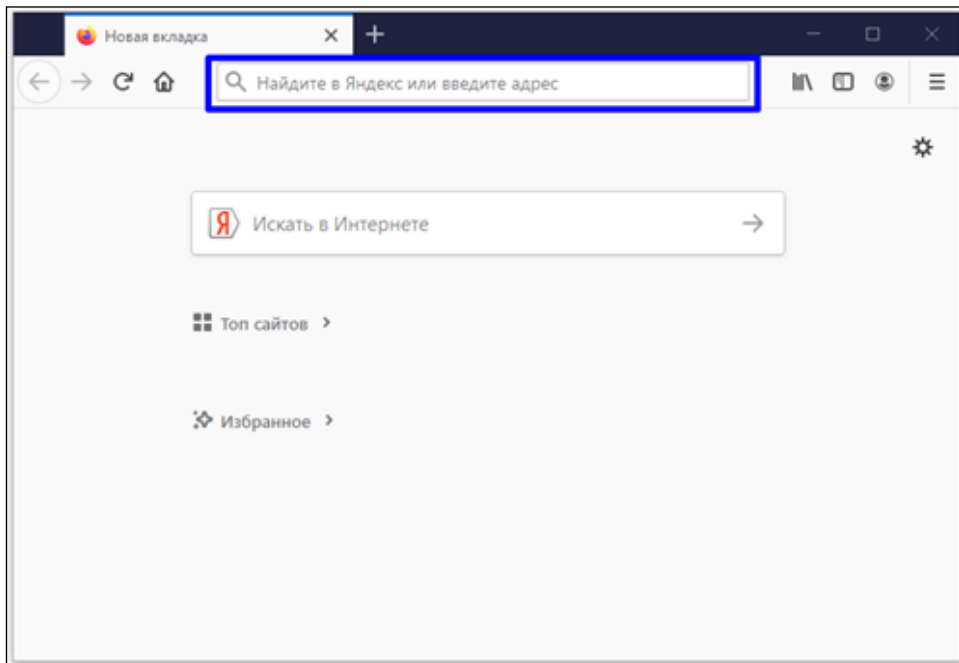 Новая вкладка
Найдите в Яндекс или введите адрес
Я Искать в Интернете
Топ сайтов
Избранное